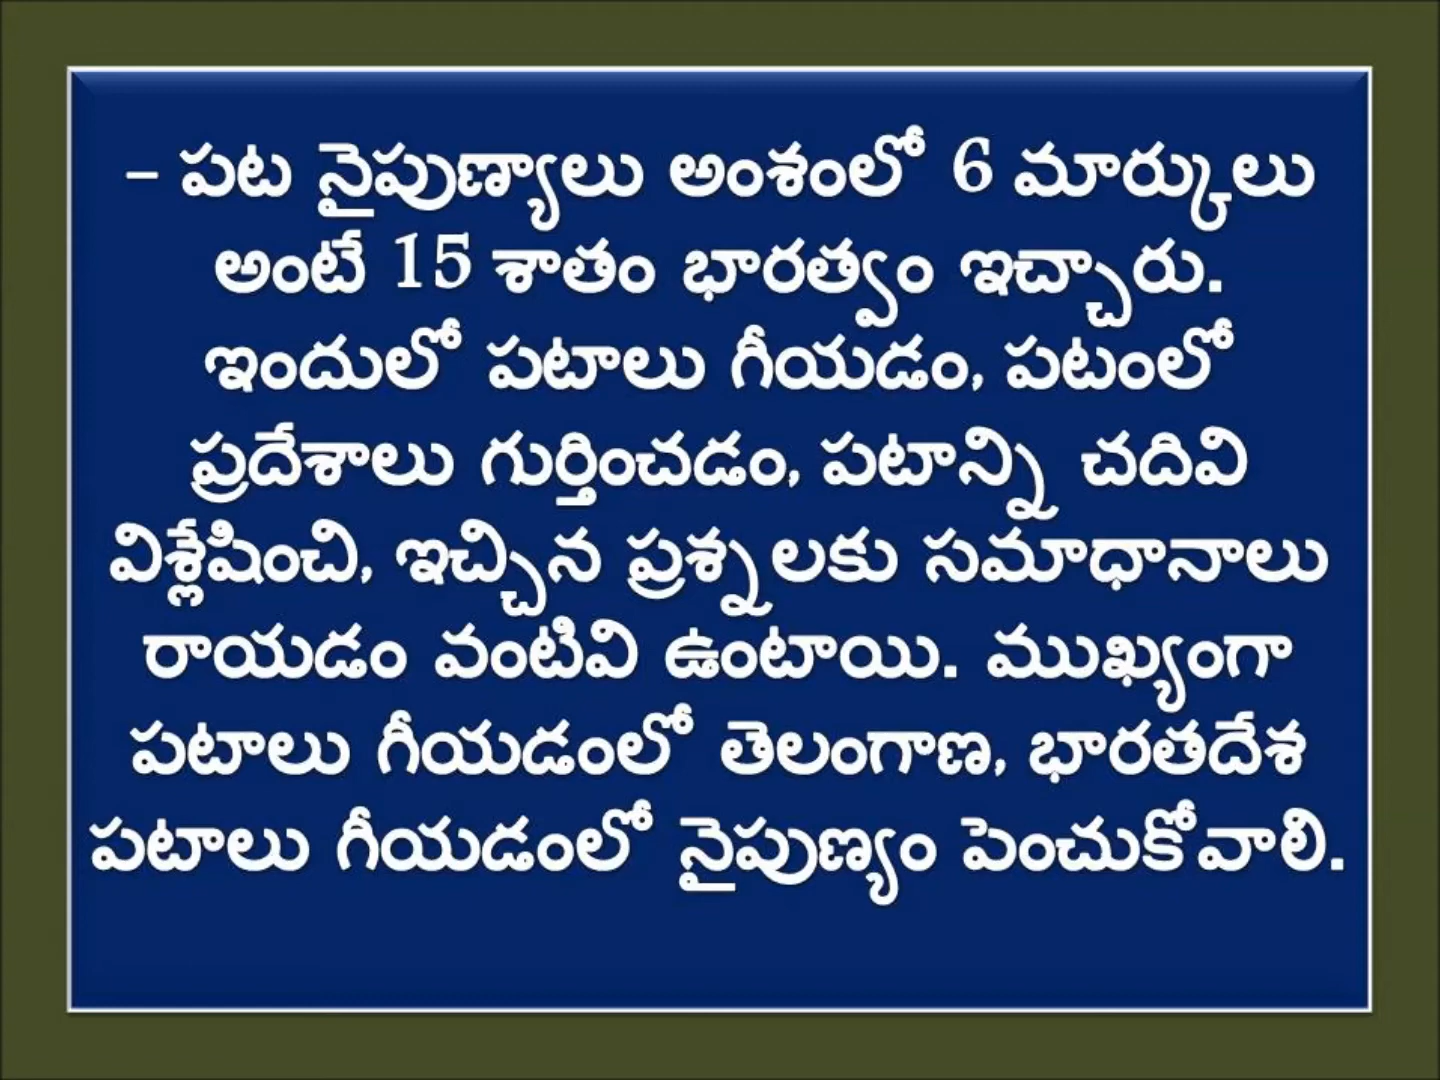 – పట నైపుణ్యాలు అంశంలో 6 మార్కులు
అంటే 15 శాతం భారత్వం ఇచ్చారు.
ఇందులో పటాలు గీయడం, పటంలో
ప్రదేశాలు గుర్తించడం, పటాన్ని చదివి
విశ్లేషించి, ఇచ్చిన ప్రశ్నలకు సమాధానాలు
రాయడం వంటివి ఉంటాయి. ముఖ్యంగా
పటాలు గీయడంలో తెలంగాణ, భారతదేశ
పటాలు గీయడంలో నైపుణ్యం పెంచుకోవాలి.